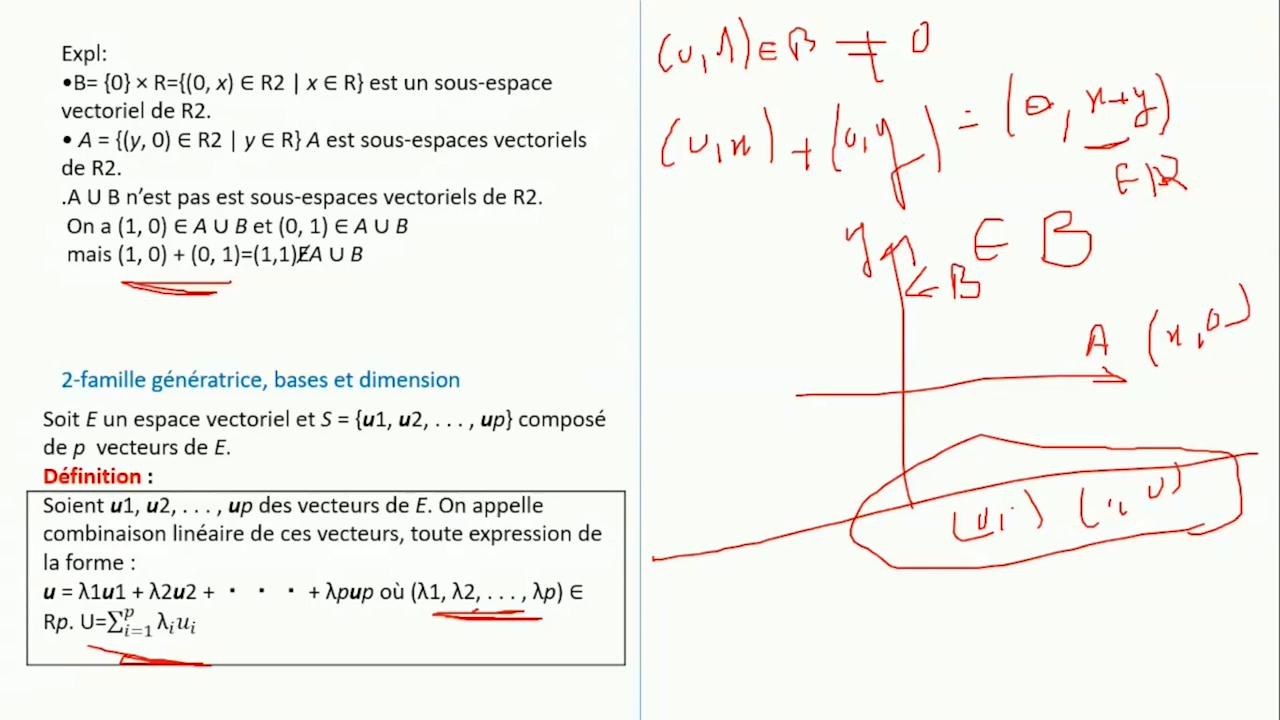 Expl:
•B= {0} × R={(0, x) ∈ R2 | x ∈ R} est un sous-espace
vectoriel de R2.
• A = {(y, 0) ∈ R2 | y ∈ R} A est sous-espaces vectoriels
de R2.
.A U B n’est pas est sous-espaces vectoriels de R2.
On a (1, 0) ∈ A ∪ B et (0, 1) ∈ A ∪ B
mais (1, 0) + (0, 1)=(1,1)∉A ∪ B
2-famille génératrice, bases et dimension
Soit E un espace vectoriel et S = {u1, u2, . . . , up} composé
de p vecteurs de E.
Définition :
Soient u1, u2, . . . , up des vecteurs de E. On appelle
combinaison linéaire de ces vecteurs, toute expression de
la forme :
u = λ1u1 + λ2u2 + · · · + λpup où (λ1, λ2, . . . , λp) ∈
Rp. U=∑ᵖᵢ₌₁ λᵢuᵢ
(0, 1) ∈ B ≠ 0
(0, x) + (0, y) = (0, x+y)
∈ R
y ∈ B
B
A (x, 0)